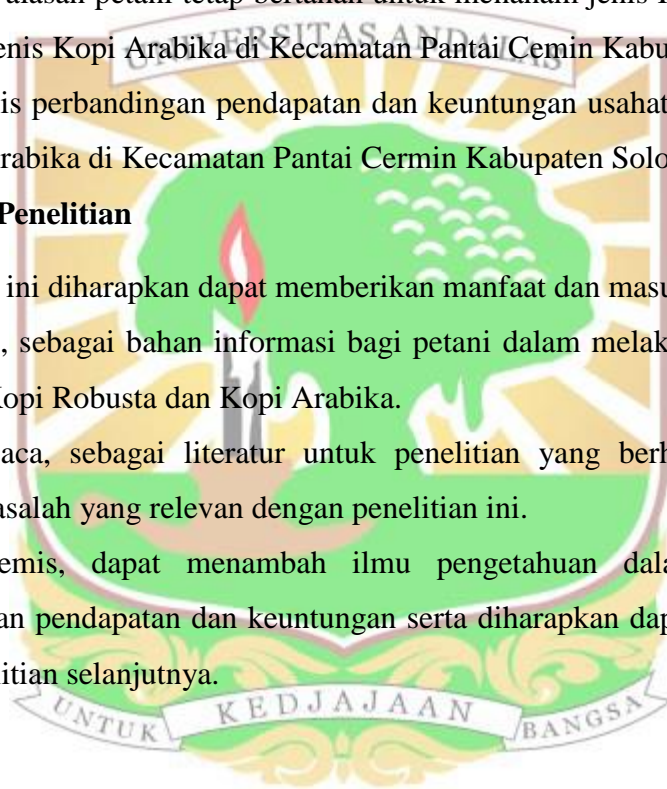 alasan petani tetap bertahan untuk menanam jenis
enis Kopi Arabika di Kecamatan Pantai Cemin Kabu
UNIVERSITAS ANDALAS
is perbandingan pendapatan dan keuntungan usahat
rabika di Kecamatan Pantai Cermin Kabupaten Solo
Penelitian
ini diharapkan dapat memberikan manfaat dan masu
, sebagai bahan informasi bagi petani dalam melak
Kopi Robusta dan Kopi Arabika.
aca, sebagai literatur untuk penelitian yang berh
asalah yang relevan dengan penelitian ini.
emis, dapat menambah ilmu pengetahuan dala
an pendapatan dan keuntungan serta diharapkan dap
litian selanjutnya.
UNTUK KEDJAJAAN BANGSA